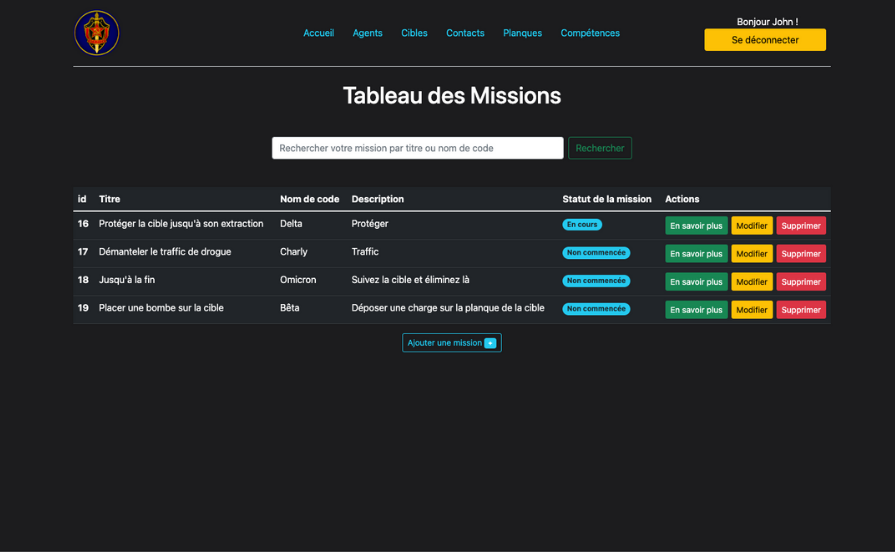 Bonjour John !
Accueil Agents Cibles Contacts Planques Compétences
Se déconnecter
Tableau des Missions
Rechercher votre mission par titre ou nom de code Rechercher
id Titre Nom de code Description Statut de la mission Actions
16 Protéger la cible jusqu'à son extraction Delta Protéger En cours En savoir plus Modifier Supprimer
17 Démanteler le traffic de drogue Charly Traffic Non commencée En savoir plus Modifier Supprimer
18 Jusqu'à la fin Omicron Suivez la cible et éliminez là Non commencée En savoir plus Modifier Supprimer
19 Placer une bombe sur la cible Bêta Déposer une charge sur la planque de la cible Non commencée En savoir plus Modifier Supprimer
Ajouter une mission +